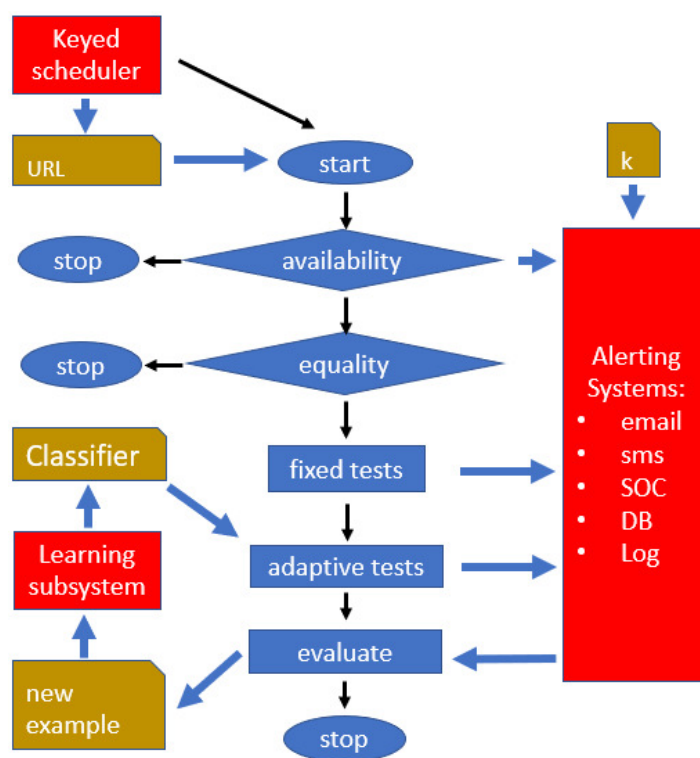 Keyed
scheduler
URL
start
k
stop
availability
stop
equality
Alerting
Systems:
• email
• sms
• SOC
• DB
• Log
Classifier
fixed tests
Learning
subsystem
adaptive tests
evaluate
new
example
stop